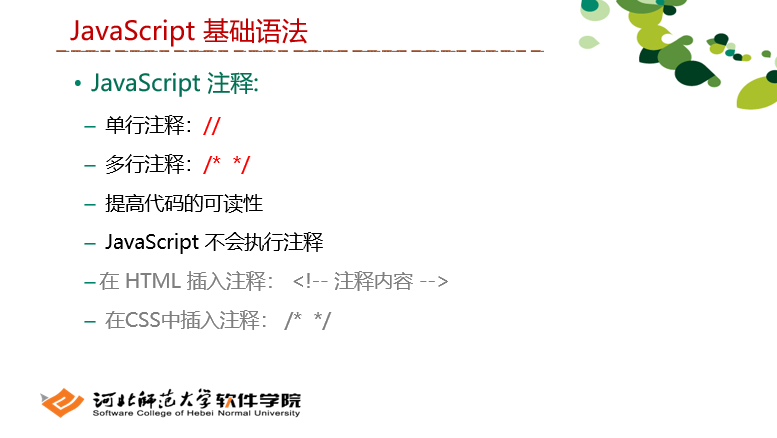 JavaScript 基础语法
• JavaScript 注释:
– 单行注释：//
– 多行注释：/* */
– 提高代码的可读性
– JavaScript 不会执行注释
– 在 HTML 插入注释： <!-- 注释内容 -->
– 在CSS中插入注释： /* */
河北师范大学软件学院
Software College of Hebei Normal University